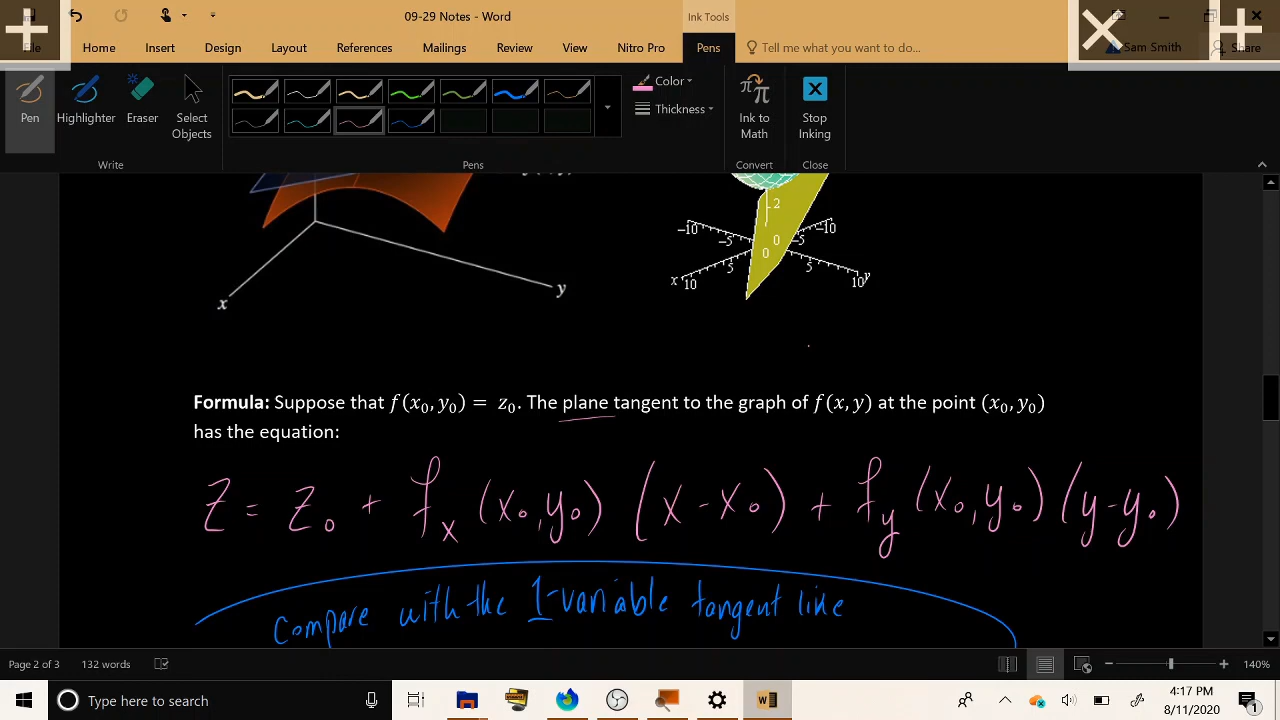 09-29 Notes - Word
Ink Tools
File Home Insert Design Layout References Mailings Review View Nitro Pro Pens Tell me what you want to do... Sam Smith Share
Pen Highlighter Eraser Select Objects
Color
Thickness
Ink to Math
Stop Inking
Write Pens Convert Close
2
-10 -5 0 -5 -10
0
x 10 5 5 10 y
x y
Formula: Suppose that f(x₀, y₀) = z₀. The plane tangent to the graph of f(x, y) at the point (x₀, y₀)
has the equation:
z = z₀ + fₓ (x₀, y₀) (x - x₀) + f_y (x₀, y₀) (y - y₀)
Compare with the 1-variable tangent line
Page 2 of 3 132 words 140%
Type here to search
4:17 PM
8/11/2020
1